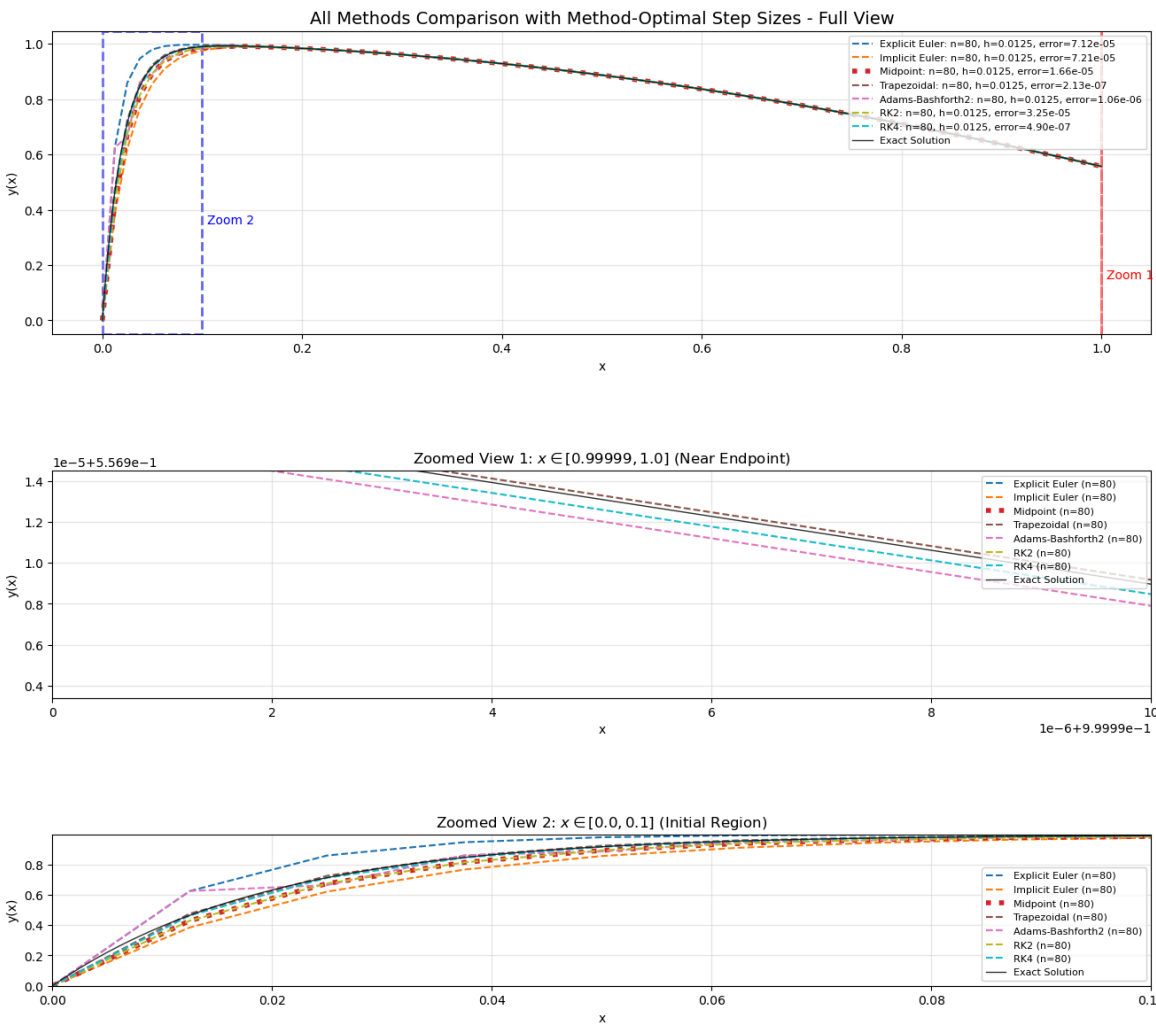 All Methods Comparison with Method-Optimal Step Sizes - Full View
1.0
0.8
0.6
0.4
0.2
0.0
y(x)
Explicit Euler: n=80, h=0.0125, error=7.12e-05
Implicit Euler: n=80, h=0.0125, error=7.21e-05
Midpoint: n=80, h=0.0125, error=1.66e-05
Trapezoidal: n=80, h=0.0125, error=2.13e-07
Adams-Bashforth2: n=80, h=0.0125, error=1.06e-06
RK2: n=80, h=0.0125, error=3.25e-05
RK4: n=80, h=0.0125, error=4.90e-07
Exact Solution
Zoom 2
Zoom 1
0.0 0.2 0.4 0.6 0.8 1.0
x
1e-5+5.569e-1
Zoomed View 1: x ∈ [0.99999, 1.0] (Near Endpoint)
1.4
1.2
1.0
0.8
0.6
0.4
y(x)
Explicit Euler (n=80)
Implicit Euler (n=80)
Midpoint (n=80)
Trapezoidal (n=80)
Adams-Bashforth2 (n=80)
RK2 (n=80)
RK4 (n=80)
Exact Solution
0 2 4 6 8 10
x
1e-6+9.9999e-1
Zoomed View 2: x ∈ [0.0, 0.1] (Initial Region)
0.8
0.6
0.4
0.2
0.0
y(x)
Explicit Euler (n=80)
Implicit Euler (n=80)
Midpoint (n=80)
Trapezoidal (n=80)
Adams-Bashforth2 (n=80)
RK2 (n=80)
RK4 (n=80)
Exact Solution
0.00 0.02 0.04 0.06 0.08 0.1
x